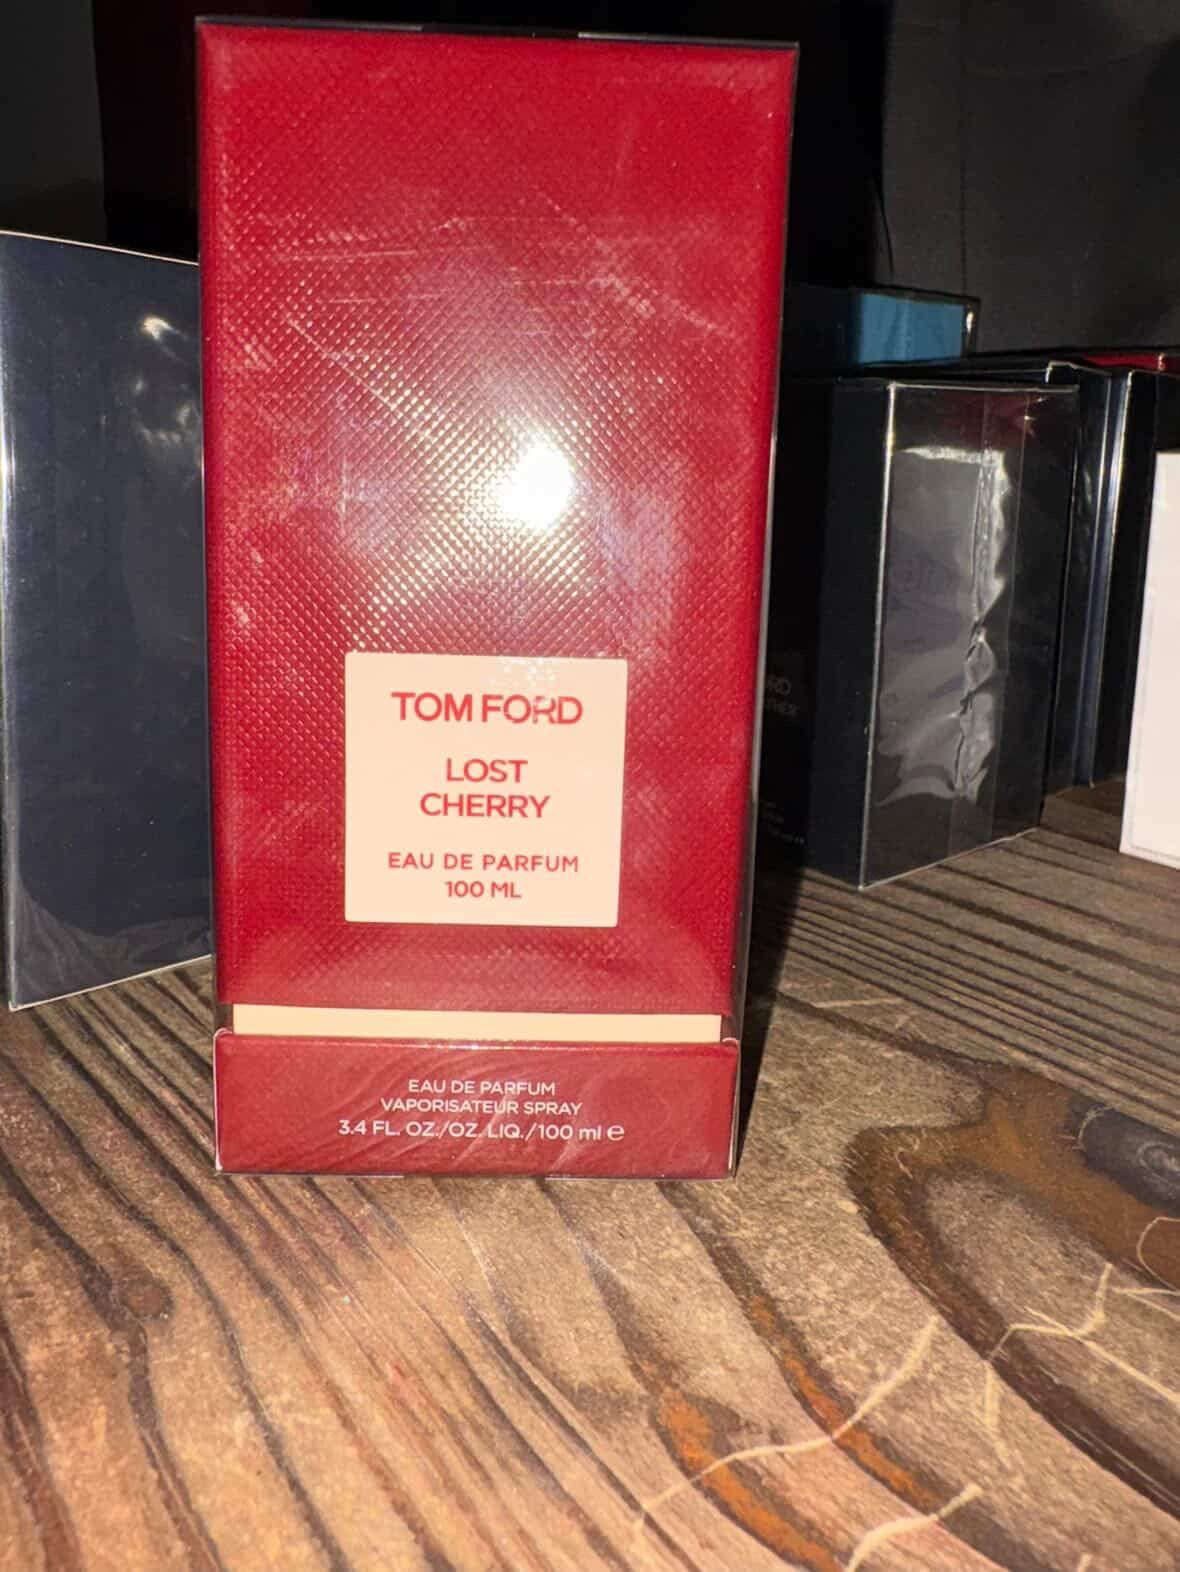 TOM FORD
LOST
CHERRY
EAU DE PARFUM
100 ML
EAU DE PARFUM
VAPORISATEUR SPRAY
3.4 FL. OZ./OZ. LIQ./100 ml ℮